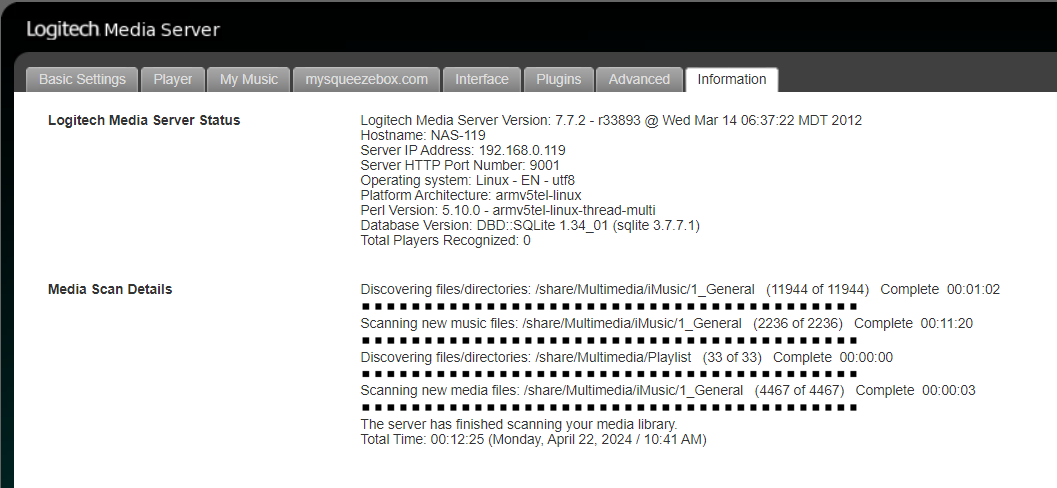 Logitech Media Server
Basic Settings Player My Music mysqueezebox.com Interface Plugins Advanced Information
Logitech Media Server Status
Logitech Media Server Version: 7.7.2 - r33893 @ Wed Mar 14 06:37:22 MDT 2012
Hostname: NAS-119
Server IP Address: 192.168.0.119
Server HTTP Port Number: 9001
Operating system: Linux - EN - utf8
Platform Architecture: armv5tel-linux
Perl Version: 5.10.0 - armv5tel-linux-thread-multi
Database Version: DBD::SQLite 1.34_01 (sqlite 3.7.7.1)
Total Players Recognized: 0
Media Scan Details
Discovering files/directories: /share/Multimedia/iMusic/1_General (11944 of 11944) Complete 00:01:02
Scanning new music files: /share/Multimedia/iMusic/1_General (2236 of 2236) Complete 00:11:20
Discovering files/directories: /share/Multimedia/Playlist (33 of 33) Complete 00:00:00
Scanning new media files: /share/Multimedia/iMusic/1_General (4467 of 4467) Complete 00:00:03
The server has finished scanning your media library.
Total Time: 00:12:25 (Monday, April 22, 2024 / 10:41 AM)